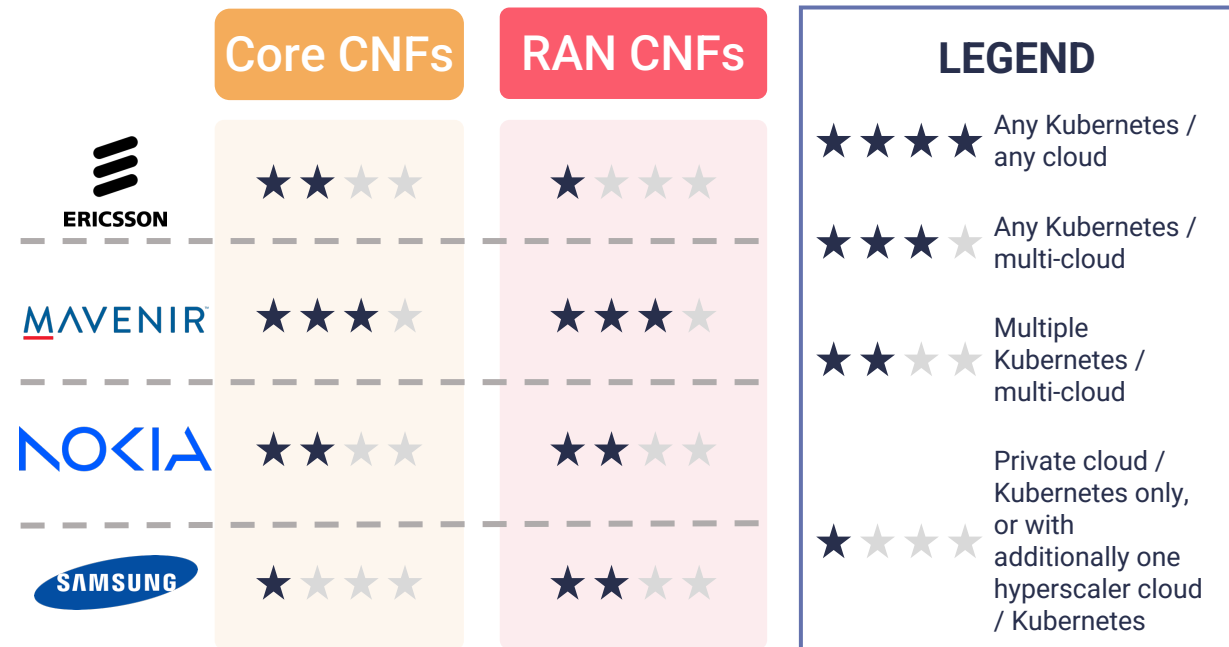 Core CNFs
RAN CNFs
ERICSSON
MAVENIR™
NOKIA
SAMSUNG
LEGEND
Any Kubernetes /
any cloud
Any Kubernetes /
multi-cloud
Multiple
Kubernetes /
multi-cloud
Private cloud /
Kubernetes only,
or with
additionally one
hyperscaler cloud
/ Kubernetes